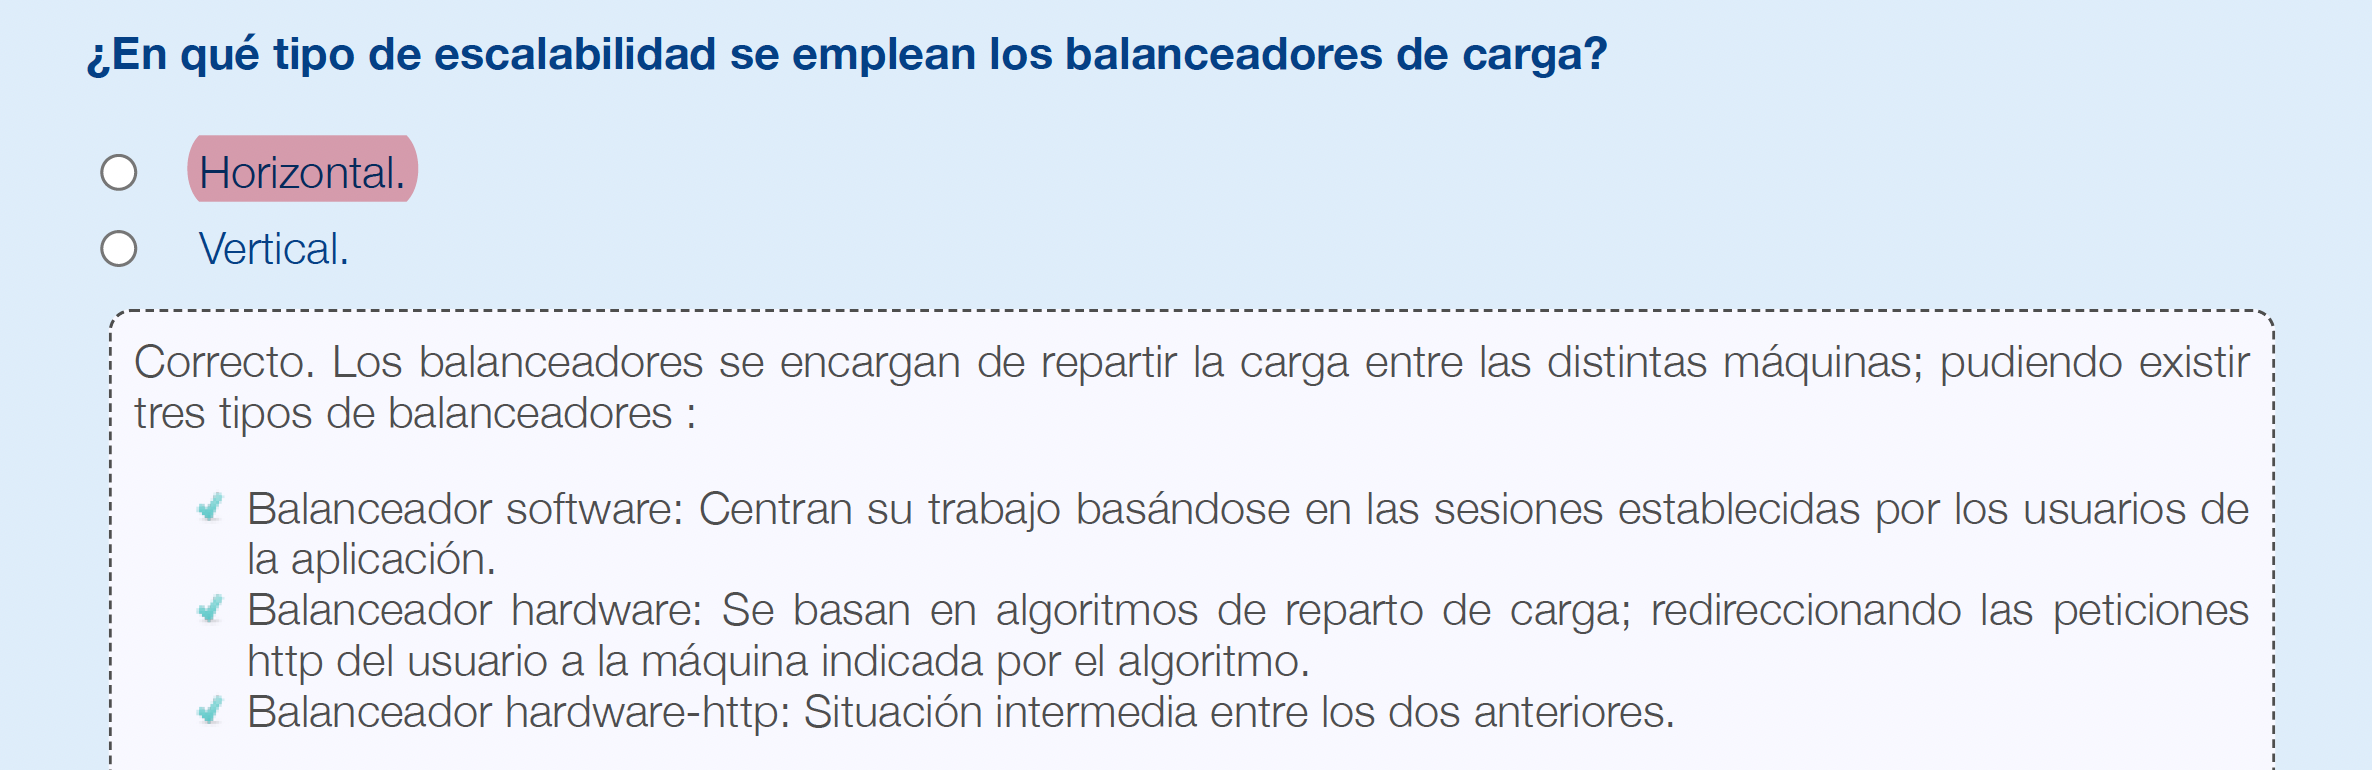 ¿En qué tipo de escalabilidad se emplean los balanceadores de carga?
Horizontal.
Vertical.
Correcto. Los balanceadores se encargan de repartir la carga entre las distintas máquinas; pudiendo existir
tres tipos de balanceadores :
Balanceador software: Centran su trabajo basándose en las sesiones establecidas por los usuarios de
la aplicación.
Balanceador hardware: Se basan en algoritmos de reparto de carga; redireccionando las peticiones
http del usuario a la máquina indicada por el algoritmo.
Balanceador hardware-http: Situación intermedia entre los dos anteriores.